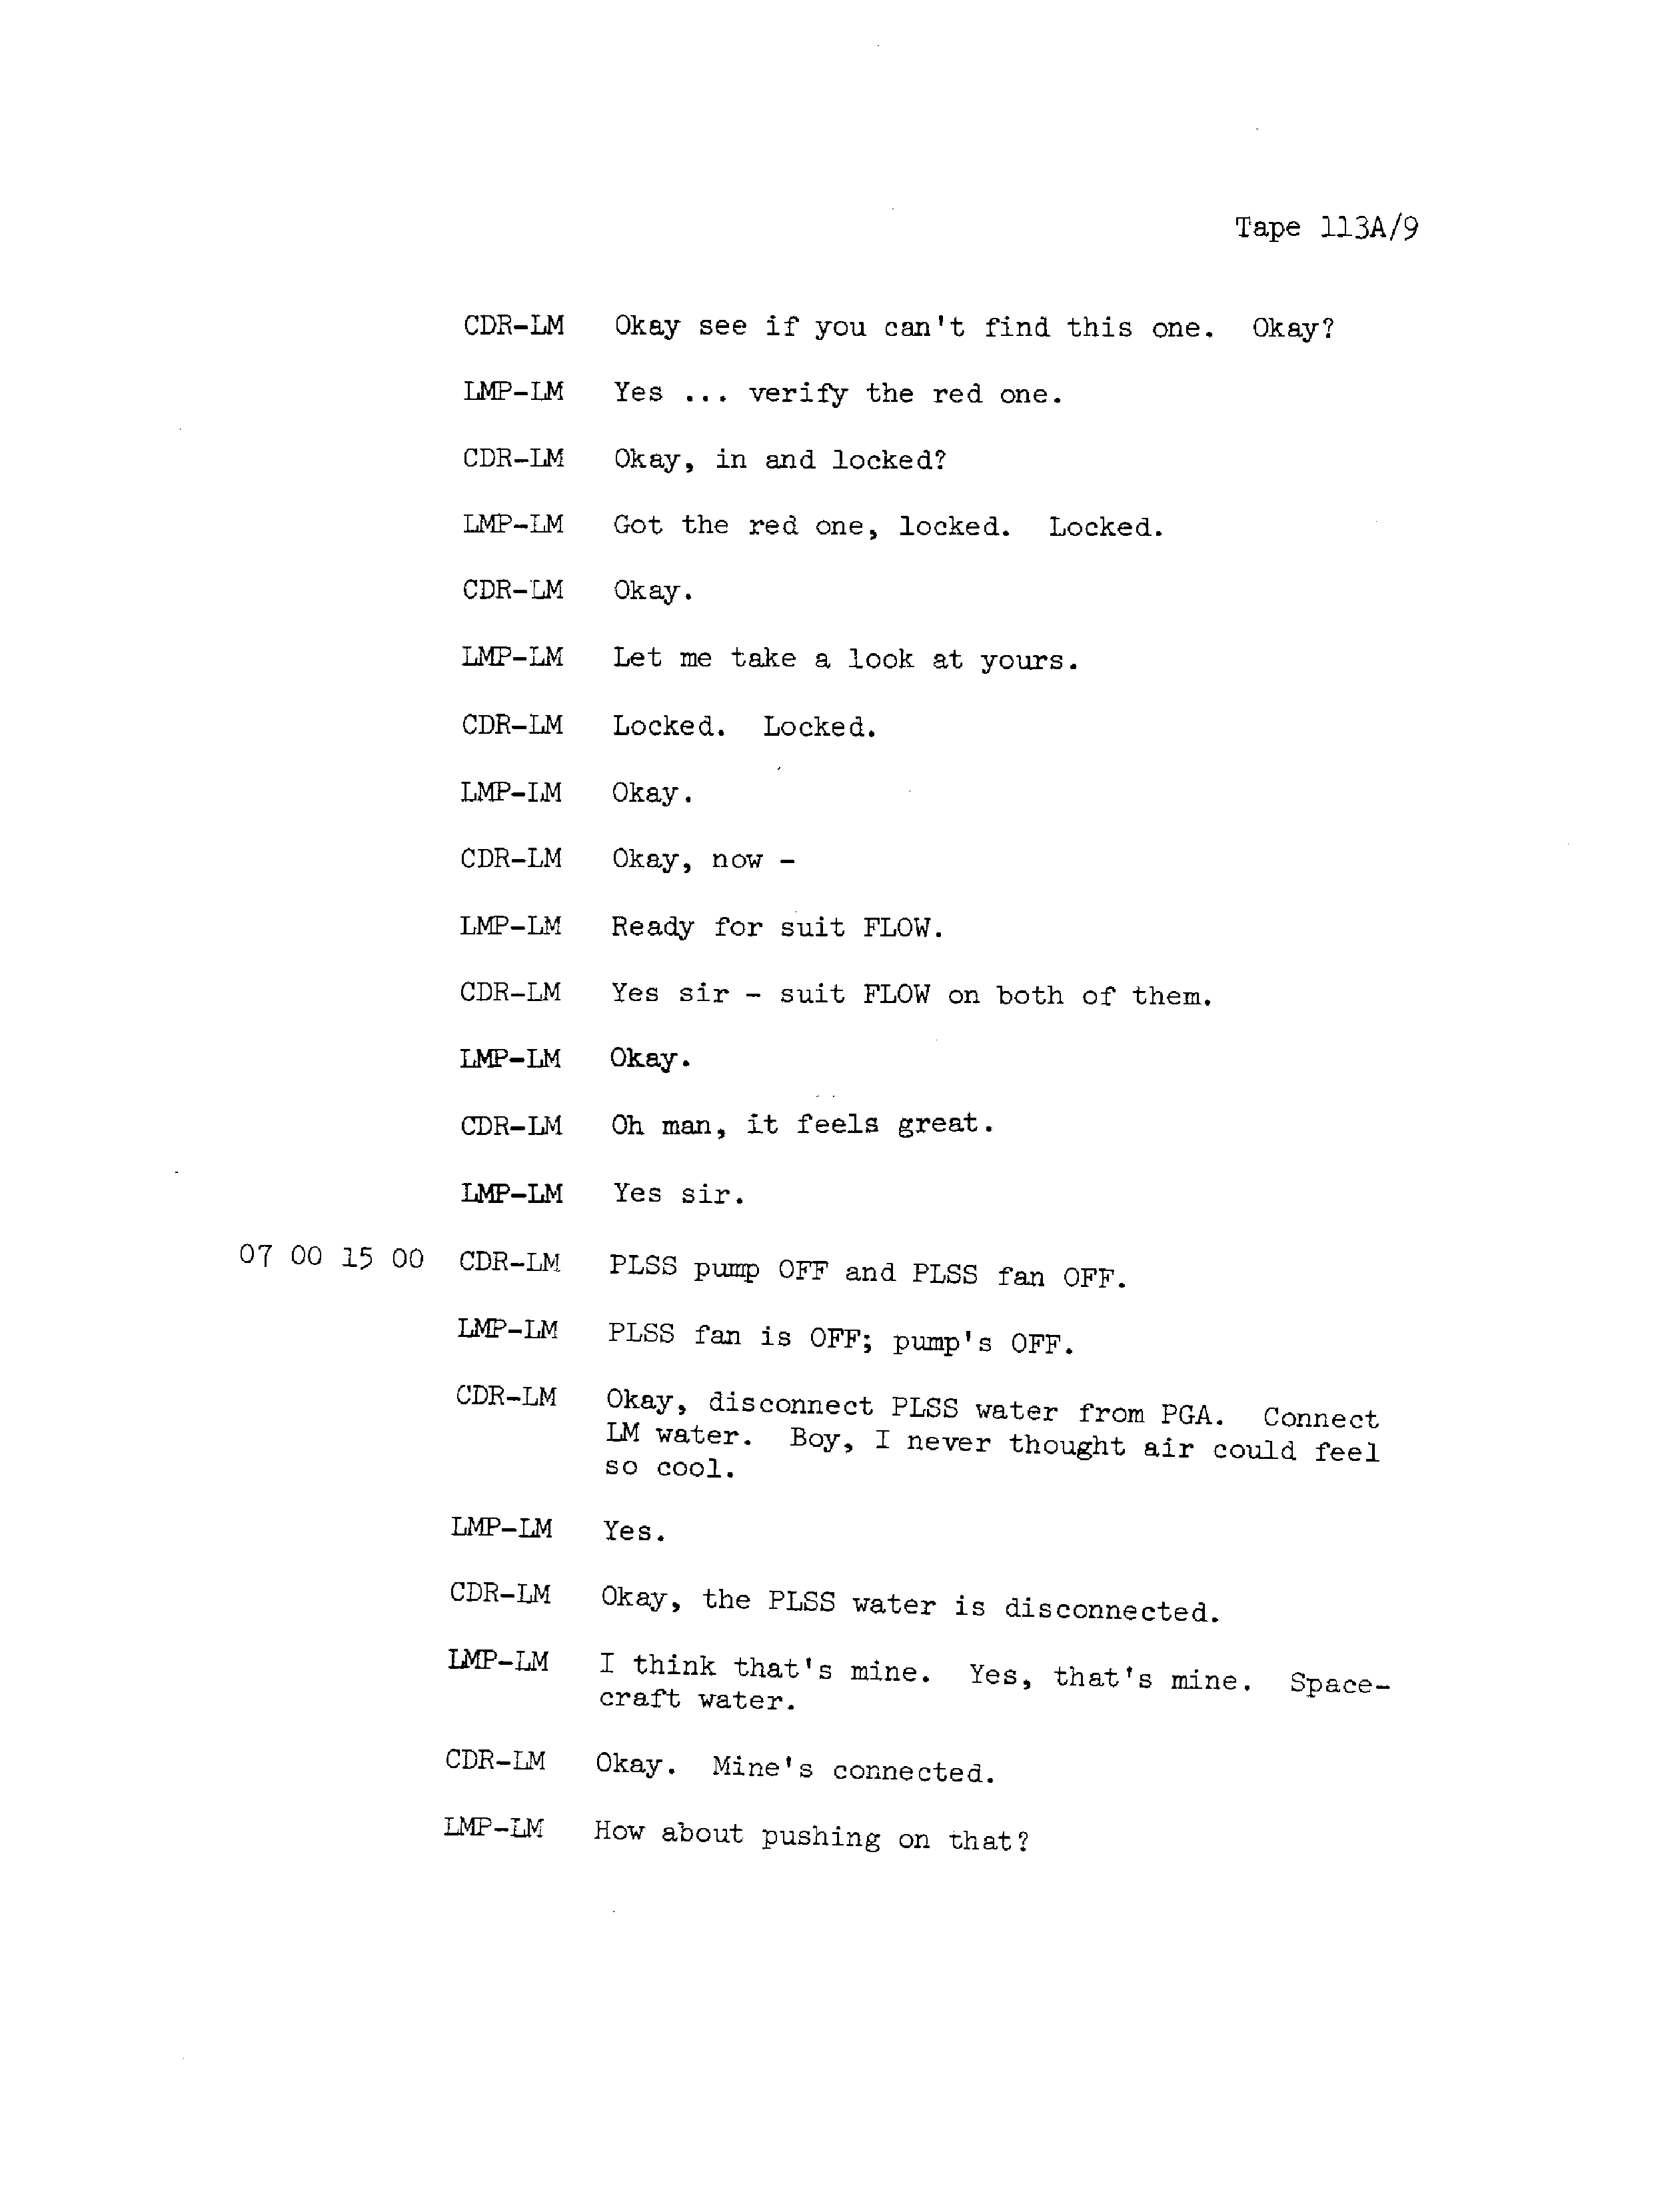 Tape 113A/9
CDR-LM Okay see if you can't find this one. Okay?
LMP-LM Yes ... verify the red one.
CDR-LM Okay, in and locked?
LMP-LM Got the red one, locked. Locked.
CDR-LM Okay.
LMP-LM Let me take a look at yours.
CDR-LM Locked. Locked.
LMP-LM Okay.
CDR-LM Okay, now -
LMP-LM Ready for suit FLOW.
CDR-LM Yes sir - suit FLOW on both of them.
LMP-LM Okay.
CDR-LM Oh man, it feels great.
LMP-LM Yes sir.
07 00 15 00 CDR-LM PLSS pump OFF and PLSS fan OFF.
LMP-LM PLSS fan is OFF; pump's OFF.
CDR-LM Okay, disconnect PLSS water from PGA. Connect
LM water. Boy, I never thought air could feel
so cool.
LMP-LM Yes.
CDR-LM Okay, the PLSS water is disconnected.
LMP-LM I think that's mine. Yes, that's mine. Space-
craft water.
CDR-LM Okay. Mine's connected.
LMP-LM How about pushing on that?